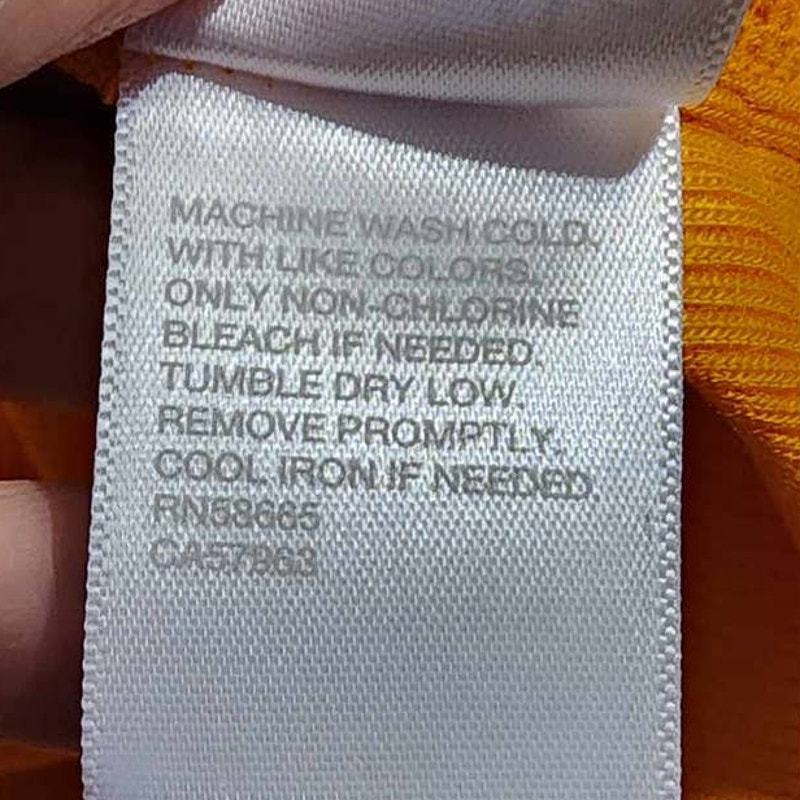 MACHINE WASH COLD.
WITH LIKE COLORS.
ONLY NON-CHLORINE
BLEACH IF NEEDED.
TUMBLE DRY LOW.
REMOVE PROMPTLY.
COOL IRON IF NEEDED
RN58665
CA57963